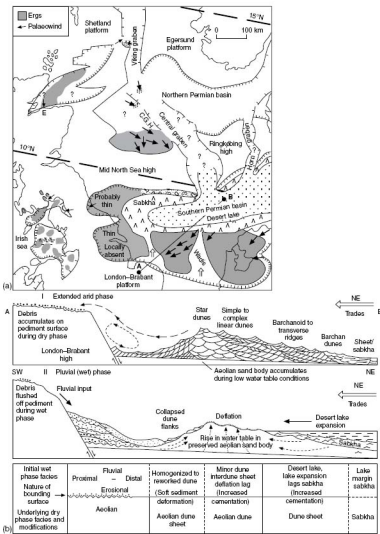 Ergs
Palaeowind
Shetland
platform
Viking graben
15°N
Egersund
platform
0 100 km
E
Northern Permian basin
?
?
Central graben
Ringkøbing
high
Horn graben
?
?
10°N
Mid North Sea high
Probably
thin
Sabkha
B
Southern Permian basin
Desert lake
Irish
sea
Thin
Locally
absent
Wadis
A
London–Brabant
platform
(a)
A I Extended arid phase
NE
Trades
Debris
accumulates on
pediment surface
during dry phase
Star
dunes
Simple to
complex
linear dunes
Barchanoid to
transverse
ridges
Barchan
dunes
Sheet/
sabkha
London–Brabant
high
Aeolian sand body accumulates
during low water table conditions
SW II Pluvial (wet) phase
NE
Trades
Debris
flushed
off pediment
during wet
phase
Fluvial input
Collapsed
dune
flanks
Deflation
Desert lake
expansion
Rise in water table in
preserved aeolian sand body
Sabkha
Initial wet
phase facies
Fluvial
Proximal – Distal
Homogenized to
reworked dune
Minor dune
interdune sheet
deflation lag
Desert lake,
lake expansion
lags sabkha
Lake
margin
sabkha
Nature of
bounding
surface
Erosional
(Soft sediment
deformation)
(Increased
cementation)
(Increased
cementation)
Underlying dry
phase facies and
modifications
Aeolian
Aeolian dune
sheet
Aeolian dune
Dune sheet
Sabkha
(b)